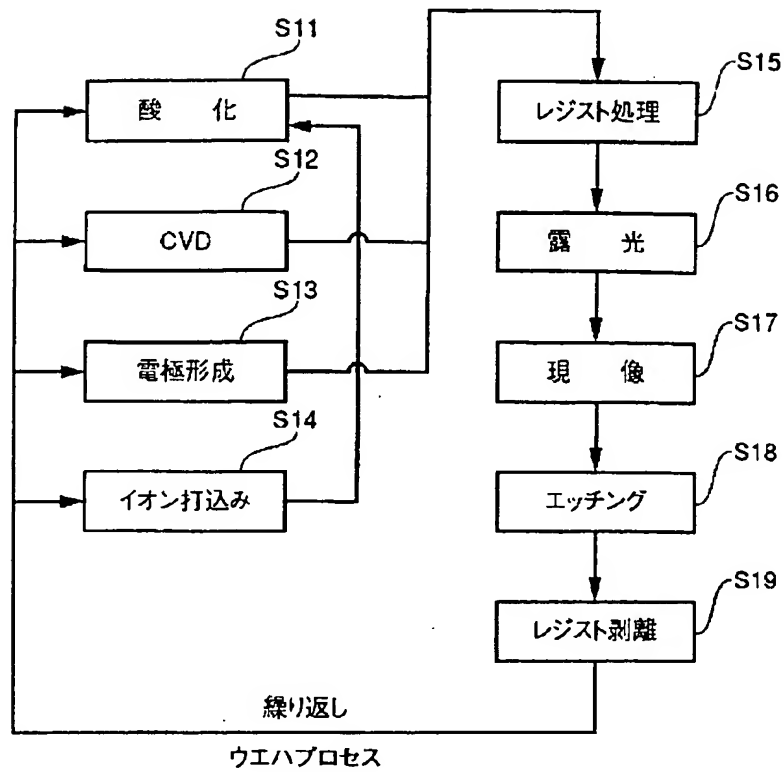 S11
酸 化
S12
CVD
S13
電極形成
S14
イオン打込み
S15
レジスト処理
S16
露 光
S17
現 像
S18
エッチング
S19
レジスト剥離
繰り返し
ウエハプロセス